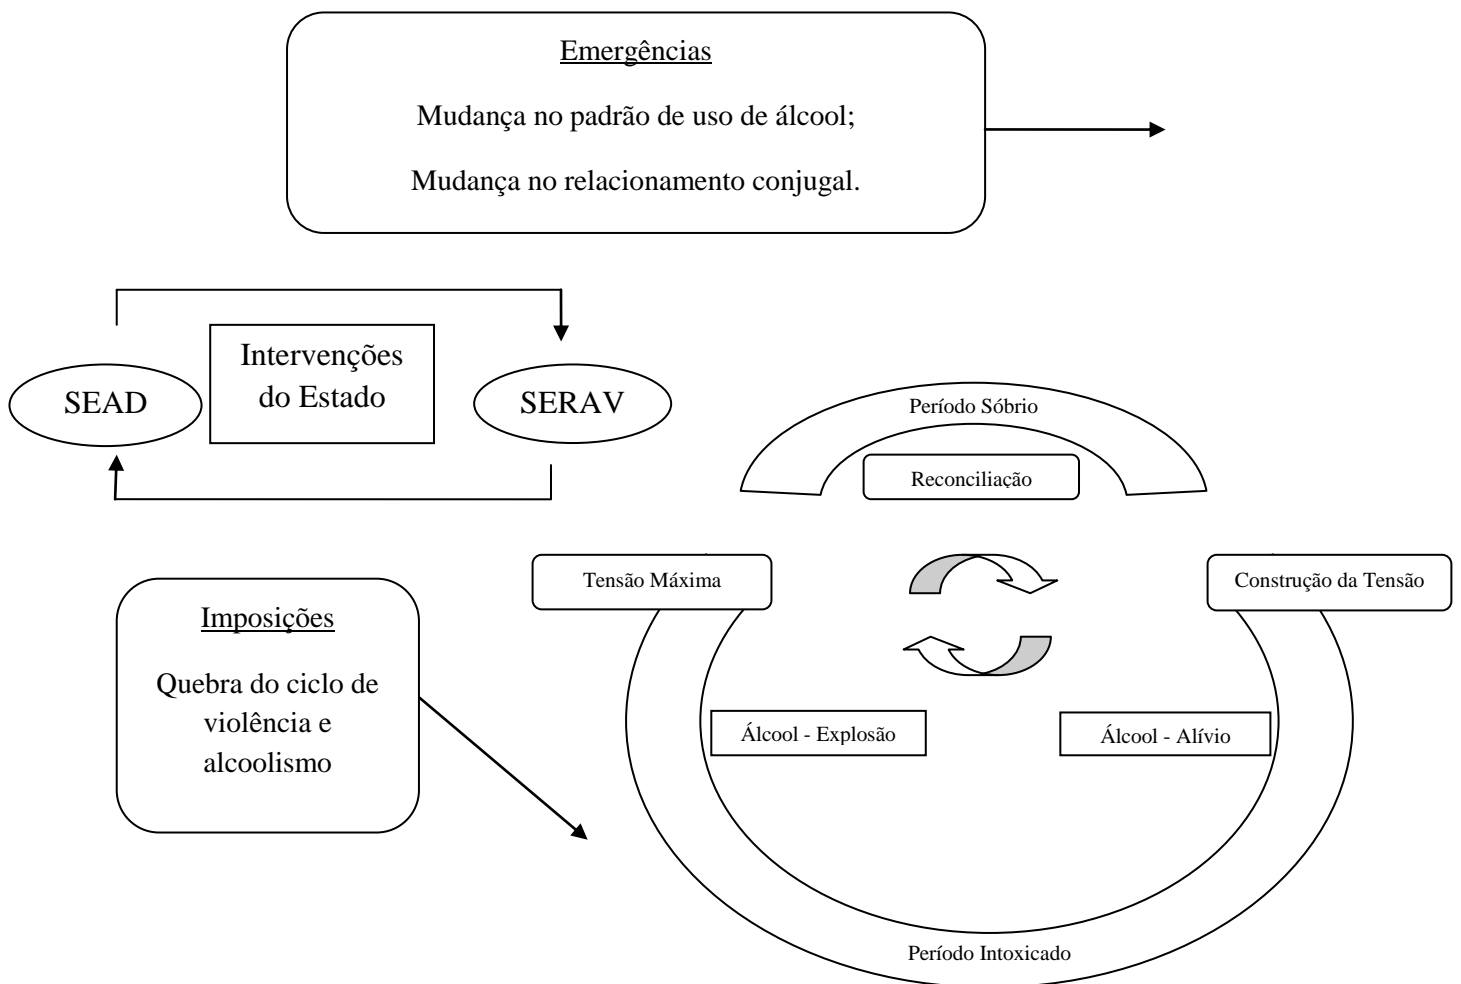 Emergências
Mudança no padrão de uso de álcool;
Mudança no relacionamento conjugal.
Intervenções
do Estado
SEAD
SERAV
Período Sóbrio
Reconciliação
Tensão Máxima
Construção da Tensão
Imposições
Quebra do ciclo de
violência e
alcoolismo
Álcool - Explosão
Álcool - Alívio
Período Intoxicado